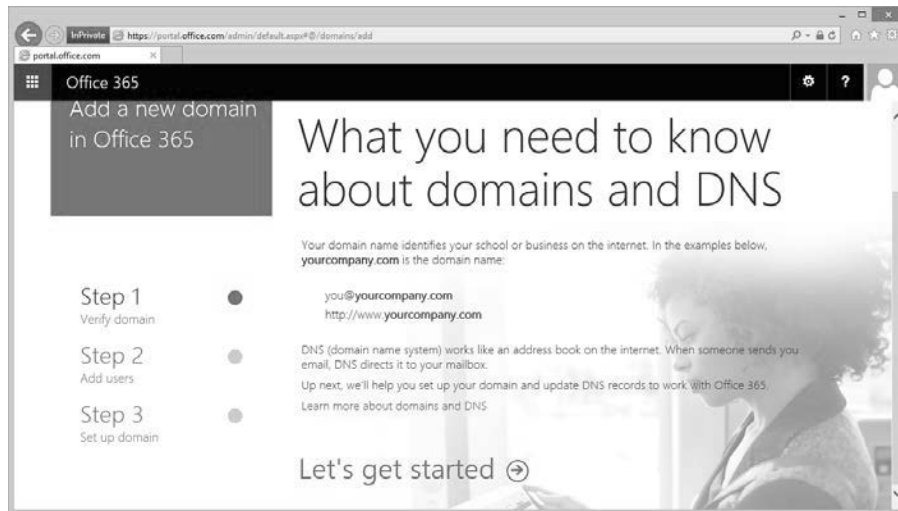 InPrivate https://portal.office.com/admin/default.aspx#@/domains/add
portal.office.com
Office 365
?
Add a new domain
in Office 365
What you need to know
about domains and DNS
Your domain name identifies your school or business on the internet. In the examples below,
yourcompany.com is the domain name:
you@yourcompany.com
http://www.yourcompany.com
Step 1
Verify domain
DNS (domain name system) works like an address book on the internet. When someone sends you
email, DNS directs it to your mailbox.
Step 2
Add users
Up next, we'll help you set up your domain and update DNS records to work with Office 365.
Learn more about domains and DNS
Step 3
Set up domain
Let's get started